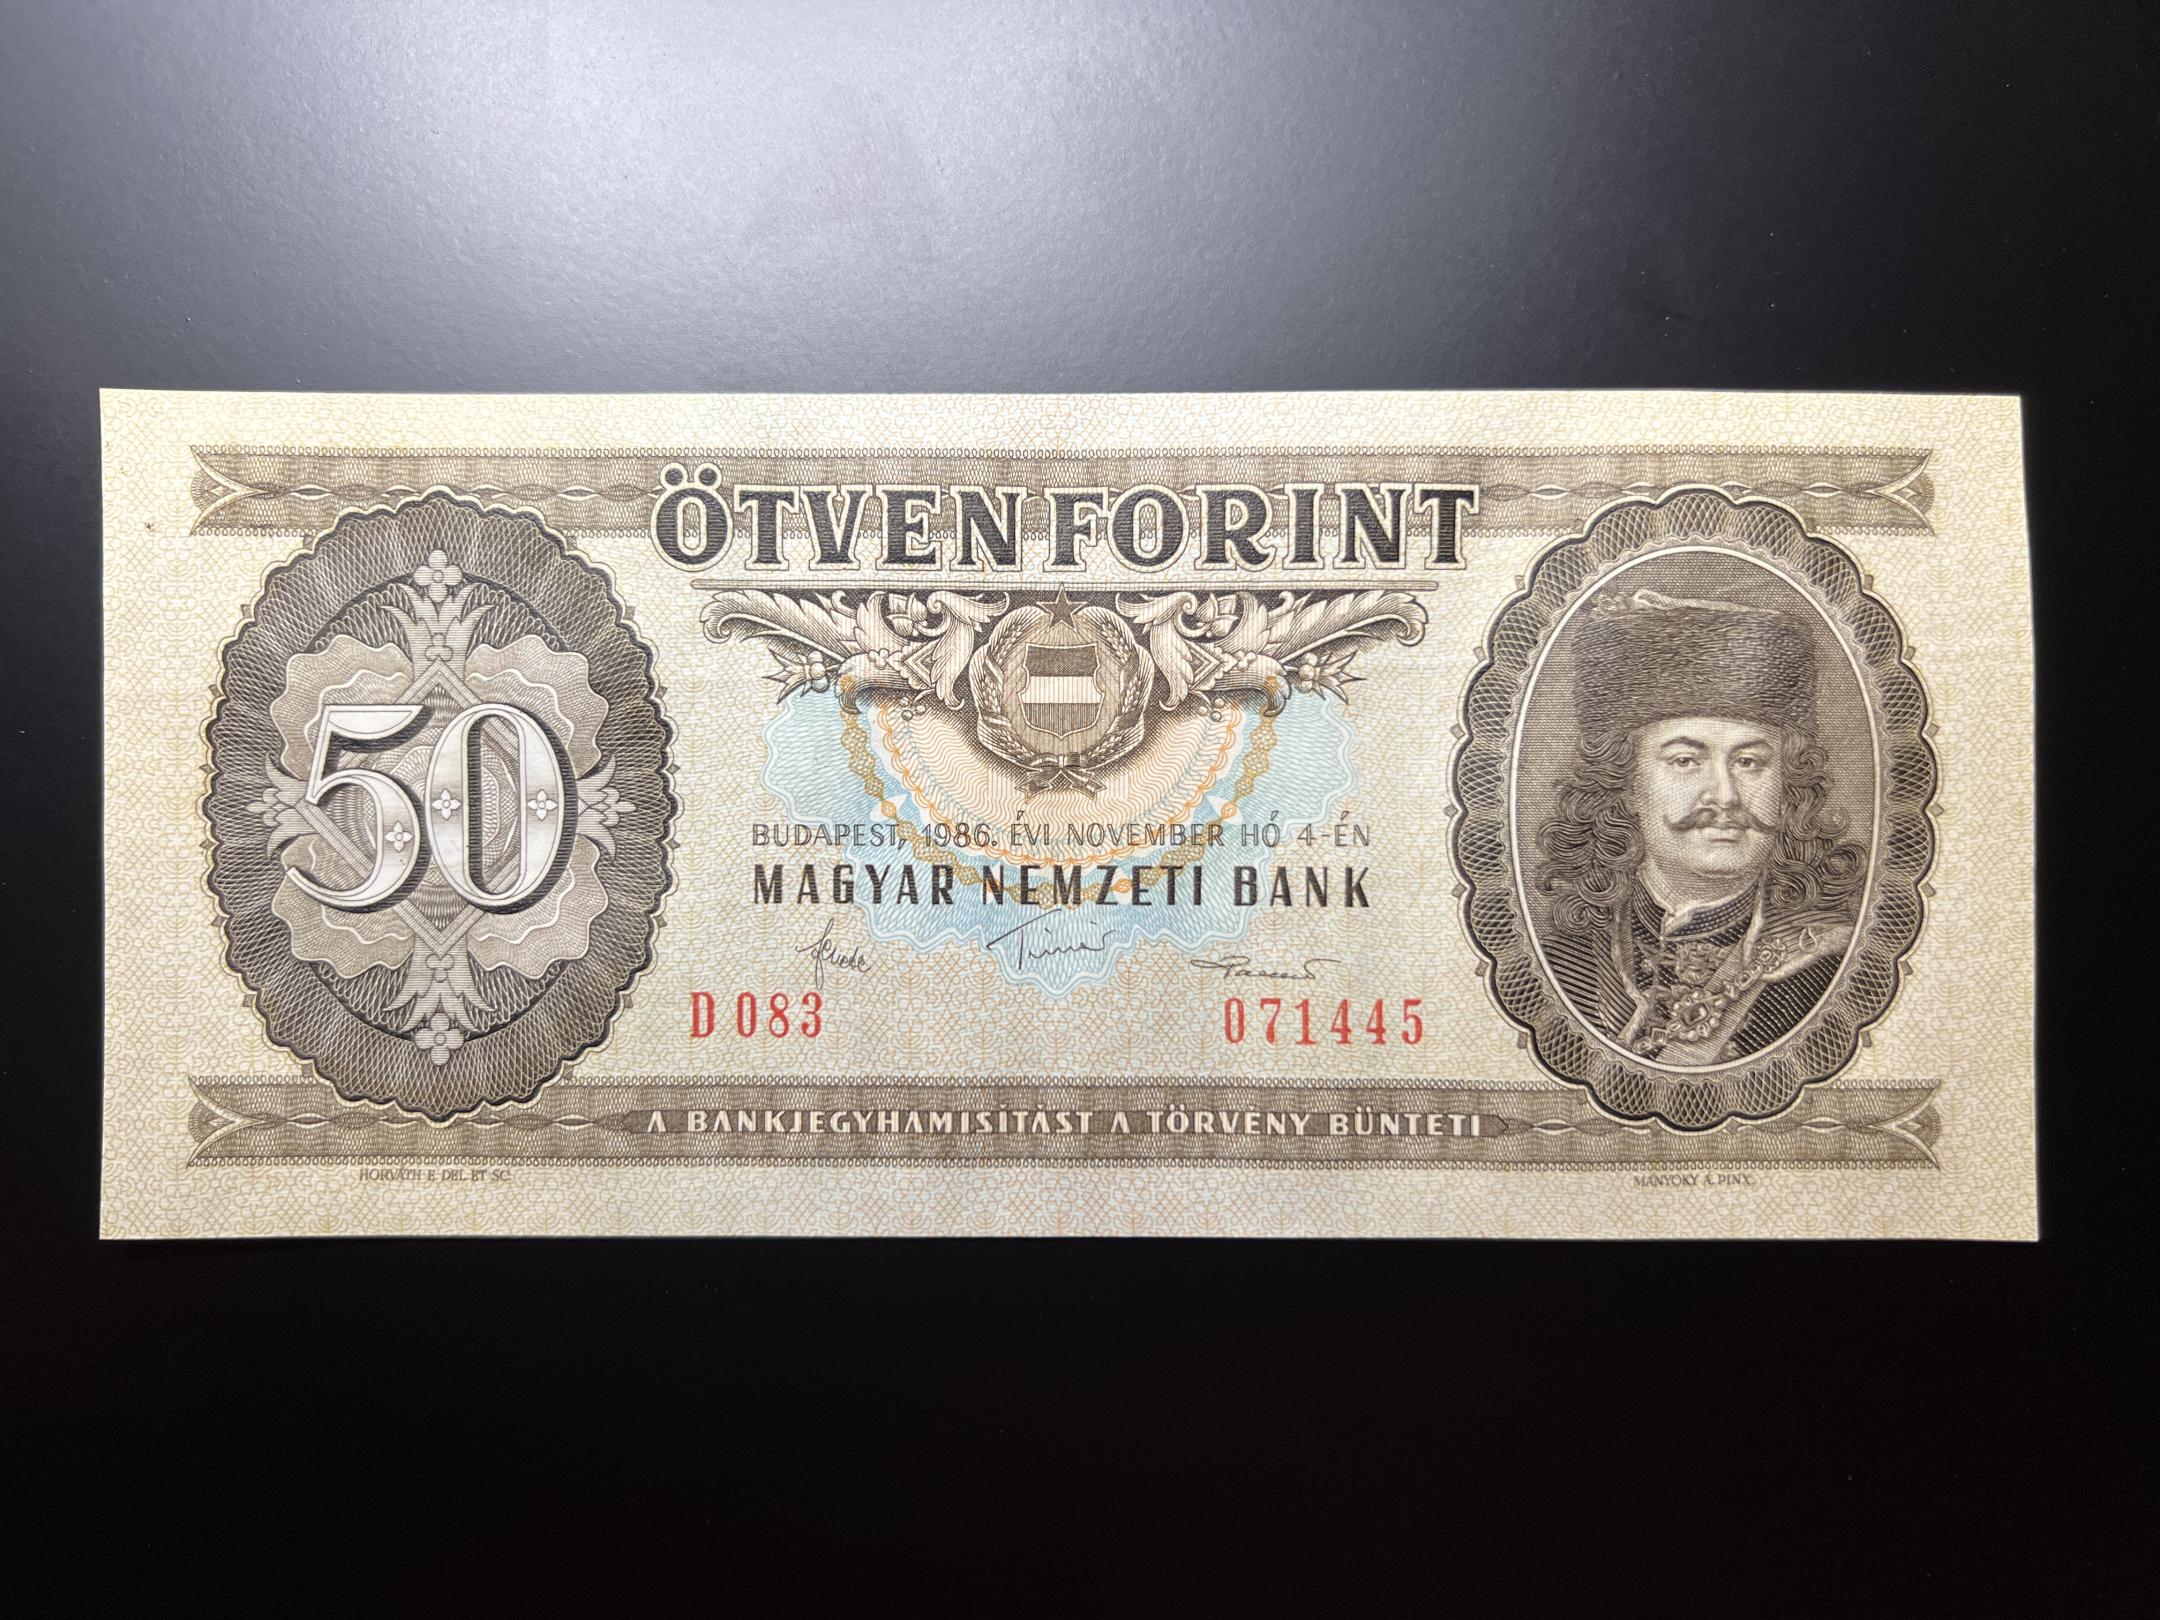 ÖTVEN FORINT
50
BUDAPEST, 1986. ÉVI NOVEMBER HÓ 4-ÉN
MAGYAR NEMZETI BANK
D 083 071445
A BANKJEGYHAMISÍTÁST A TÖRVÉNY BÜNTETI
HORVÁTH E. DEL. ET SC.
MÁNYOKY Á. PINX.